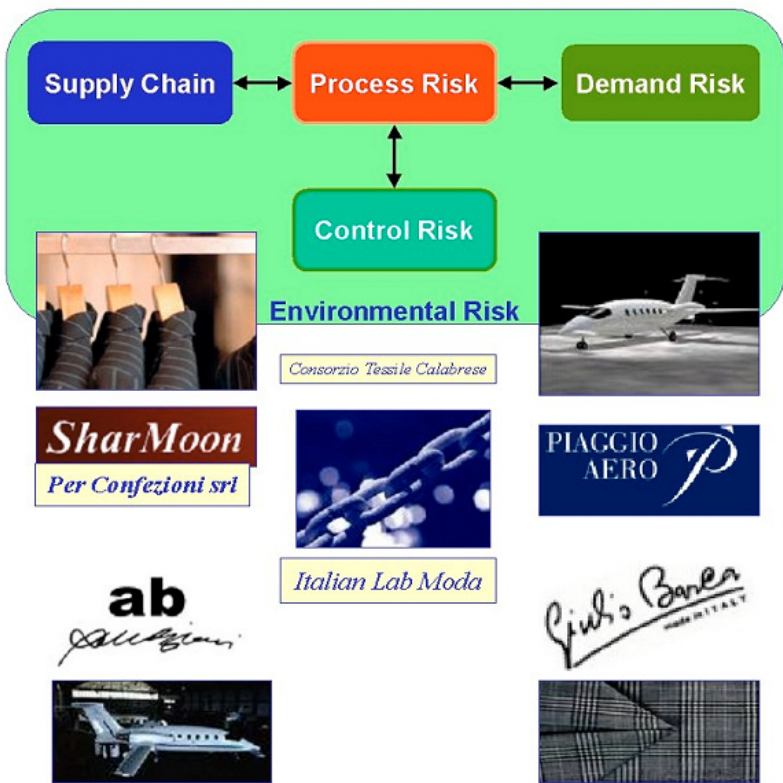 Supply Chain
Process Risk
Demand Risk
Control Risk
Environmental Risk
Consorzio Tessile Calabrese
SharMoon
Per Confezioni srl
PIAGGIO
AERO
Italian Lab Moda
ab
Giulio Barca
made in ITALY